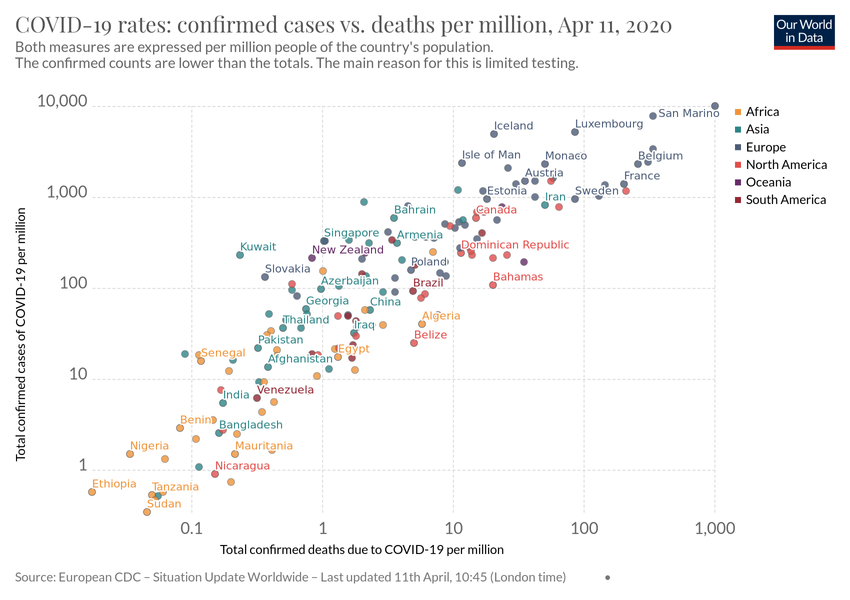 COVID-19 rates: confirmed cases vs. deaths per million, Apr 11, 2020
Our World
in Data
Both measures are expressed per million people of the country's population.
The confirmed counts are lower than the totals. The main reason for this is limited testing.
10,000
San Marino
Africa
Iceland
Luxembourg
Asia
Europe
Isle of Man
Monaco
Belgium
North America
Austria
France
Oceania
1,000
Estonia
Sweden
Iran
South America
Bahrain
Canada
Singapore
Armenia
Kuwait
New Zealand
Dominican Republic
Slovakia
Poland
Azerbaijan
Brazil
Bahamas
100
Georgia
China
Thailand
Iraq
Algeria
Pakistan
Belize
Senegal
Egypt
Afghanistan
10
India
Venezuela
Benin
Bangladesh
Nigeria
Mauritania
1
Nicaragua
Ethiopia
Tanzania
Sudan
0.1
1
10
100
1,000
Total confirmed cases of COVID-19 per million
Total confirmed deaths due to COVID-19 per million
Source: European CDC – Situation Update Worldwide – Last updated 11th April, 10:45 (London time)